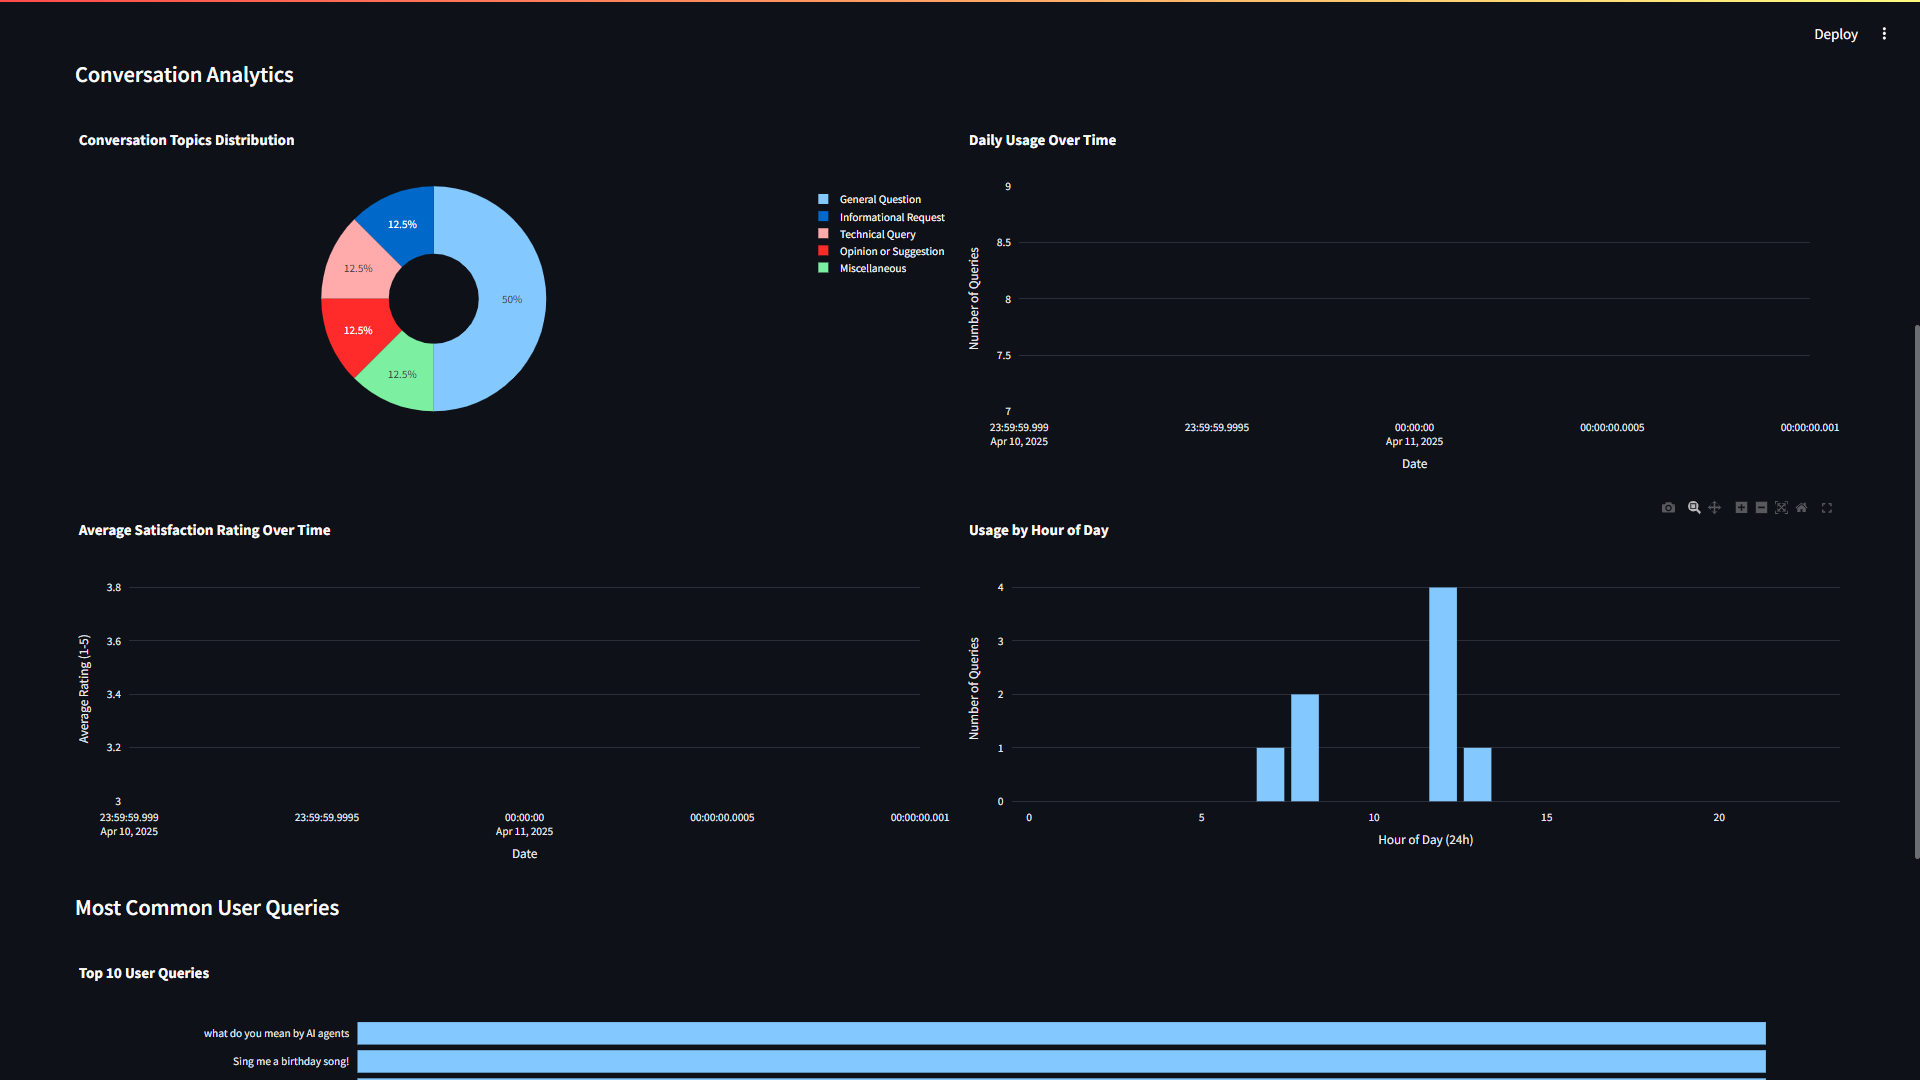 Deploy
Conversation Analytics
Conversation Topics Distribution
12.5%
12.5%
50%
12.5%
12.5%
General Question
Informational Request
Technical Query
Opinion or Suggestion
Miscellaneous
Daily Usage Over Time
Number of Queries
9
8.5
8
7.5
7
23:59:59.999
Apr 10, 2025
23:59:59.9995
00:00:00
Apr 11, 2025
00:00:00.0005
00:00:00.001
Date
Average Satisfaction Rating Over Time
Average Rating (1-5)
3.8
3.6
3.4
3.2
3
23:59:59.999
Apr 10, 2025
23:59:59.9995
00:00:00
Apr 11, 2025
00:00:00.0005
00:00:00.001
Date
Usage by Hour of Day
Number of Queries
4
3
2
1
0
0
5
10
15
20
Hour of Day (24h)
Most Common User Queries
Top 10 User Queries
what do you mean by AI agents
Sing me a birthday song!